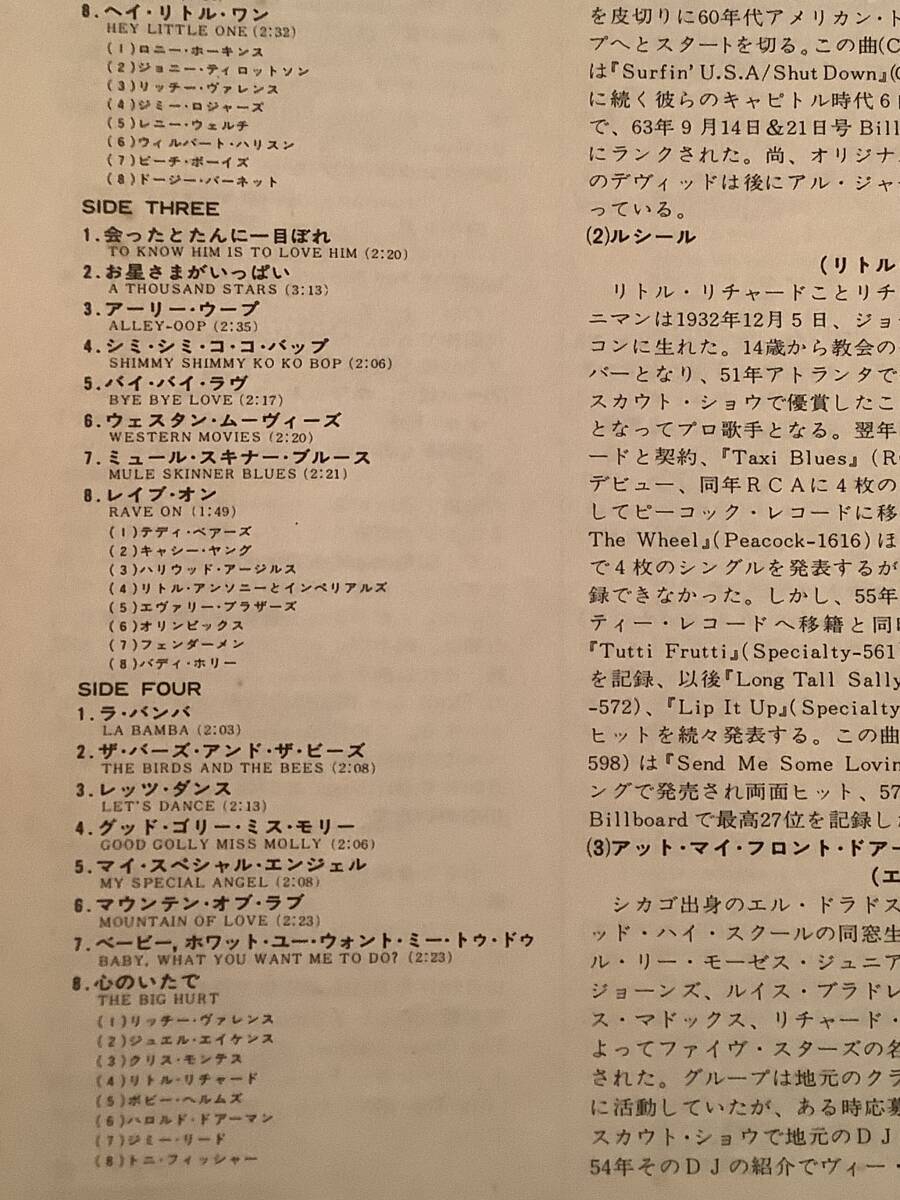 8.ヘイ・リトル・ワン
HEY LITTLE ONE (2:32)
(1)ロニー・ホーキンス
(2)ジョニー・ティロットソン
(3)リッチー・ヴァレンス
(4)ジミー・ロジャーズ
(5)レニー・ウェルチ
(6)ウィルバート・ハリスン
(7)ビーチ・ボーイズ
(8)ドージー・バーネット
SIDE THREE
1.会ったとたんに一目ぼれ
TO KNOW HIM IS TO LOVE HIM (2:20)
2.お星さまがいっぱい
A THOUSAND STARS (3:13)
3.アーリー・ウープ
ALLEY-OOP (2:35)
4.シミ・シミ・コ・コ・バップ
SHIMMY SHIMMY KO KO BOP (2:06)
5.バイ・バイ・ラヴ
BYE BYE LOVE (2:17)
6.ウェスタン・ムーヴィーズ
WESTERN MOVIES (2:20)
7.ミュール・スキナー・ブルース
MULE SKINNER BLUES (2:21)
8.レイブ・オン
RAVE ON (1:49)
(1)テディ・ベアーズ
(2)キャシー・ヤング
(3)ハリウッド・アージルス
(4)リトル・アンソニーとインペリアルズ
(5)エヴァリー・ブラザーズ
(6)オリンピックス
(7)フェンダーメン
(8)バディ・ホリー
SIDE FOUR
1.ラ・バンバ
LA BAMBA (2:03)
2.ザ・バーズ・アンド・ザ・ビーズ
THE BIRDS AND THE BEES (2:08)
3.レッツ・ダンス
LET'S DANCE (2:13)
4.グッド・ゴリー・ミス・モリー
GOOD GOLLY MISS MOLLY (2:06)
5.マイ・スペシャル・エンジェル
MY SPECIAL ANGEL (2:08)
6.マウンテン・オブ・ラブ
MOUNTAIN OF LOVE (2:23)
7.ベービー,ホワット・ユー・ウォント・ミー・トゥ・ドゥ
BABY, WHAT YOU WANT ME TO DO? (2:23)
8.心のいたで
THE BIG HURT
(1)リッチー・ヴァレンス
(2)ジュエル・エイケンス
(3)クリス・モンテス
(4)リトル・リチャード
(5)ボビー・ヘルムズ
(6)ハロルド・ドアーマン
(7)ジミー・リード
(8)トニ・フィッシャー
を皮切りに60年代アメリカン・ト
プへとスタートを切る。この曲(C
は『Surfin' U.S.A/Shut Down』(
に続く彼らのキャピトル時代6
で、63年9月14日&21日号Bill
にランクされた。尚、オリジナ
のデヴィッドは後にアル・ジャ
っている。
(2)ルシール
(リトル
リトル・リチャードことリチ
ニマンは1932年12月5日、ジョ
コンに生れた。14歳から教会の
バーとなり、51年アトランタで
スカウト・ショウで優賞したこ
となってプロ歌手となる。翌年
ードと契約、『Taxi Blues』(R
デビュー、同年RCAに4枚の
してピーコック・レコードに移
The Wheel』(Peacock-1616)ほ
で4枚のシングルを発表するが
録できなかった。しかし、55年
ティー・レコードへ移籍と同
『Tutti Frutti』(Specialty-561
を記録、以後『Long Tall Sally
-572)、『Lip It Up』(Specialty
ヒットを続々発表する。この曲
598)は『Send Me Some Lovin
ングで発売され両面ヒット、57
Billboardで最高27位を記録し
(3)アット・マイ・フロント・ドアー
(エ
シカゴ出身のエル・ドラドス
ッド・ハイ・スクールの同窓生
ル・リー・モーゼス・ジュニア
ジョーンズ、ルイス・ブラドレ
ス・マドックス、リチャード・
よってファイヴ・スターズの名
された。グループは地元のクラ
に活動していたが、ある時応募
スカウト・ショウで地元のDJ
54年そのDJの紹介でヴィー・